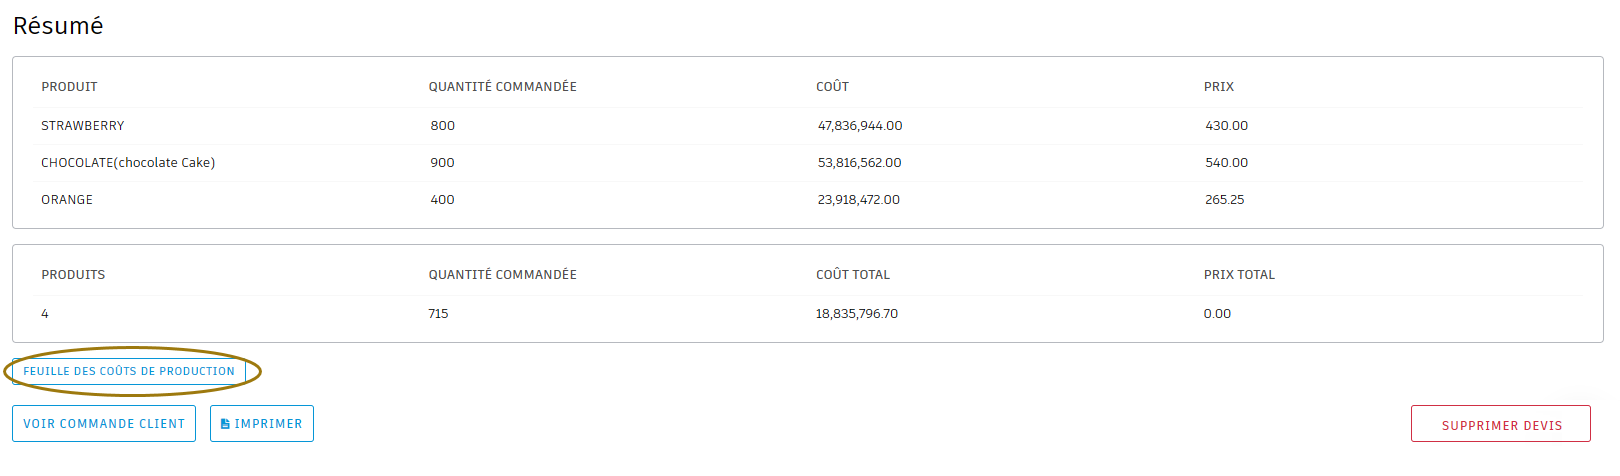 Résumé
PRODUIT QUANTITÉ COMMANDÉE COÛT PRIX
STRAWBERRY 800 47,836,944.00 430.00
CHOCOLATE(chocolate Cake) 900 53,816,562.00 540.00
ORANGE 400 23,918,472.00 265.25
PRODUITS QUANTITÉ COMMANDÉE COÛT TOTAL PRIX TOTAL
4 715 18,835,796.70 0.00
FEUILLE DES COÛTS DE PRODUCTION
VOIR COMMANDE CLIENT IMPRIMER SUPPRIMER DEVIS